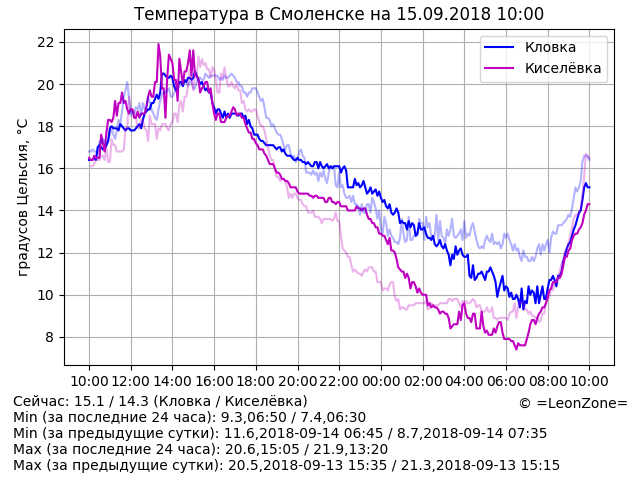 Температура в Смоленске на 15.09.2018 10:00
градусов Цельсия, °C
22
20
18
16
14
12
10
8
Кловка
Киселёвка
10:00 12:00 14:00 16:00 18:00 20:00 22:00 00:00 02:00 04:00 06:00 08:00 10:00
Сейчас: 15.1 / 14.3 (Кловка / Киселёвка)
© =LeonZone=
Min (за последние 24 часа): 9.3,06:50 / 7.4,06:30
Min (за предыдущие сутки): 11.6,2018-09-14 06:45 / 8.7,2018-09-14 07:35
Max (за последние 24 часа): 20.6,15:05 / 21.9,13:20
Max (за предыдущие сутки): 20.5,2018-09-13 15:35 / 21.3,2018-09-13 15:15